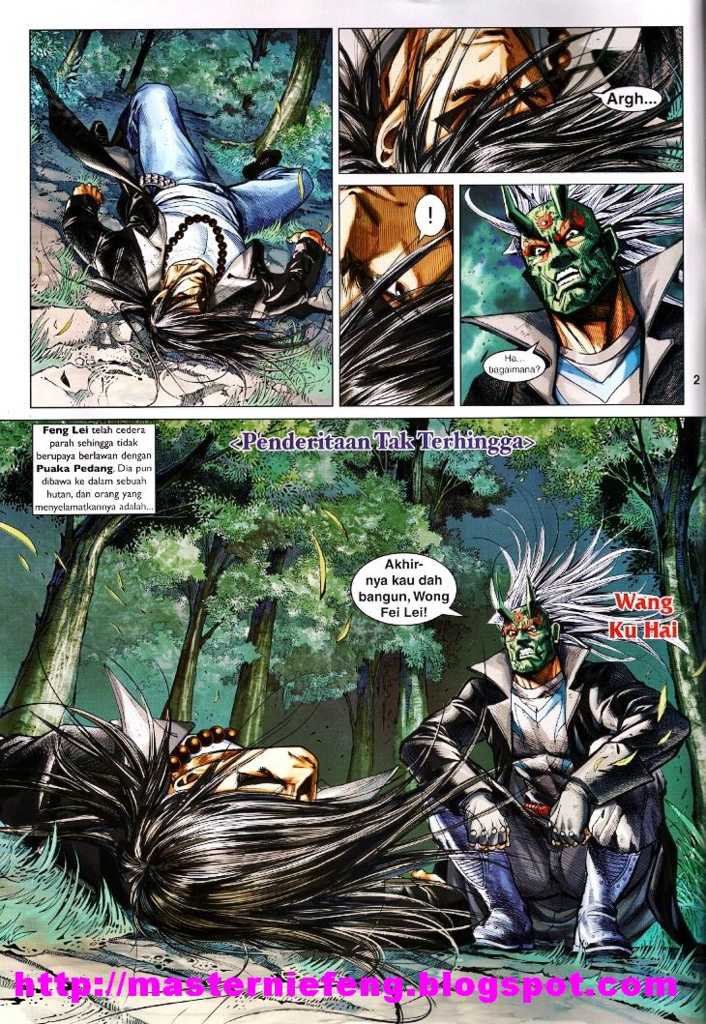 Argh...
!
Ha...
bagaimana?
2
Feng Lei telah cedera
parah sehingga tidak
berupaya berlawan dengan
Puaka Pedang. Dia pun
dibawa ke dalam sebuah
hutan, dan orang yang
menyelamatkannya adalah...
<Penderitaan Tak Terhingga>
Akhir-
nya kau dah
bangun, Wong
Fei Lei!
Wang
Ku Hai
http://masterniefeng.blogspot.com